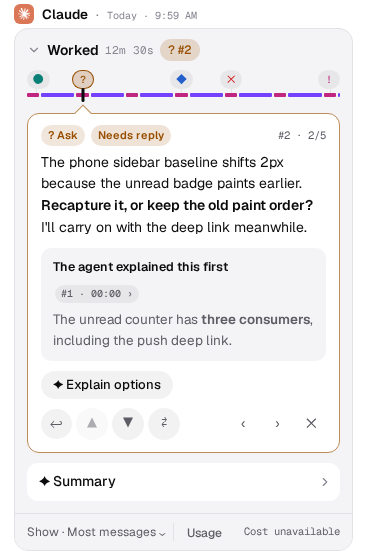 Claude · Today · 9:59 AM
Worked 12m 30s ? #2
?
!
? Ask Needs reply #2 · 2/5
The phone sidebar baseline shifts 2px
because the unread badge paints earlier.
Recapture it, or keep the old paint order?
I'll carry on with the deep link meanwhile.
The agent explained this first
#1 · 00:00 ›
The unread counter has three consumers,
including the push deep link.
Explain options
Summary
Show · Most messages Usage Cost unavailable